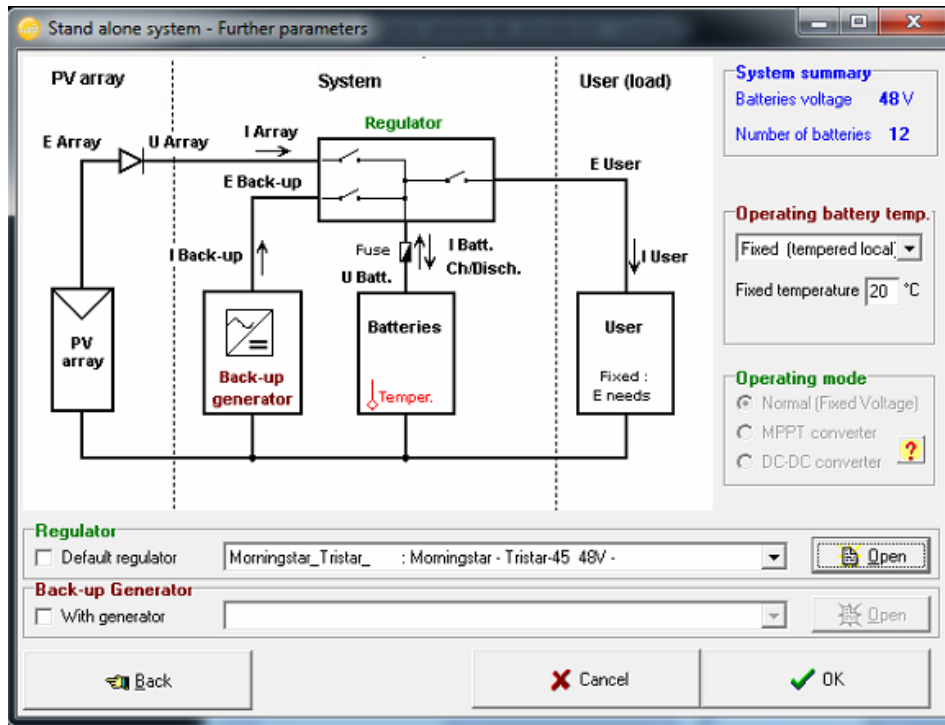 Stand alone system - Further parameters
PV array
System
User (load)
E Array
U Array
I Array
Regulator
E Back-up
E User
I Back-up
Fuse
I Batt.
Ch/Disch.
U Batt.
I User
PV
array
Back-up
generator
Batteries
Temper.
User
Fixed :
E needs
System summary
Batteries voltage 48 V
Number of batteries 12
Operating battery temp.
Fixed (tempered local)
Fixed temperature 20 °C
Operating mode
Normal (Fixed Voltage)
MPPT converter
DC-DC converter
?
Regulator
Default regulator
Morningstar_Tristar_ : Morningstar - Tristar-45 48V -
Open
Back-up Generator
With generator
Open
Back
Cancel
OK